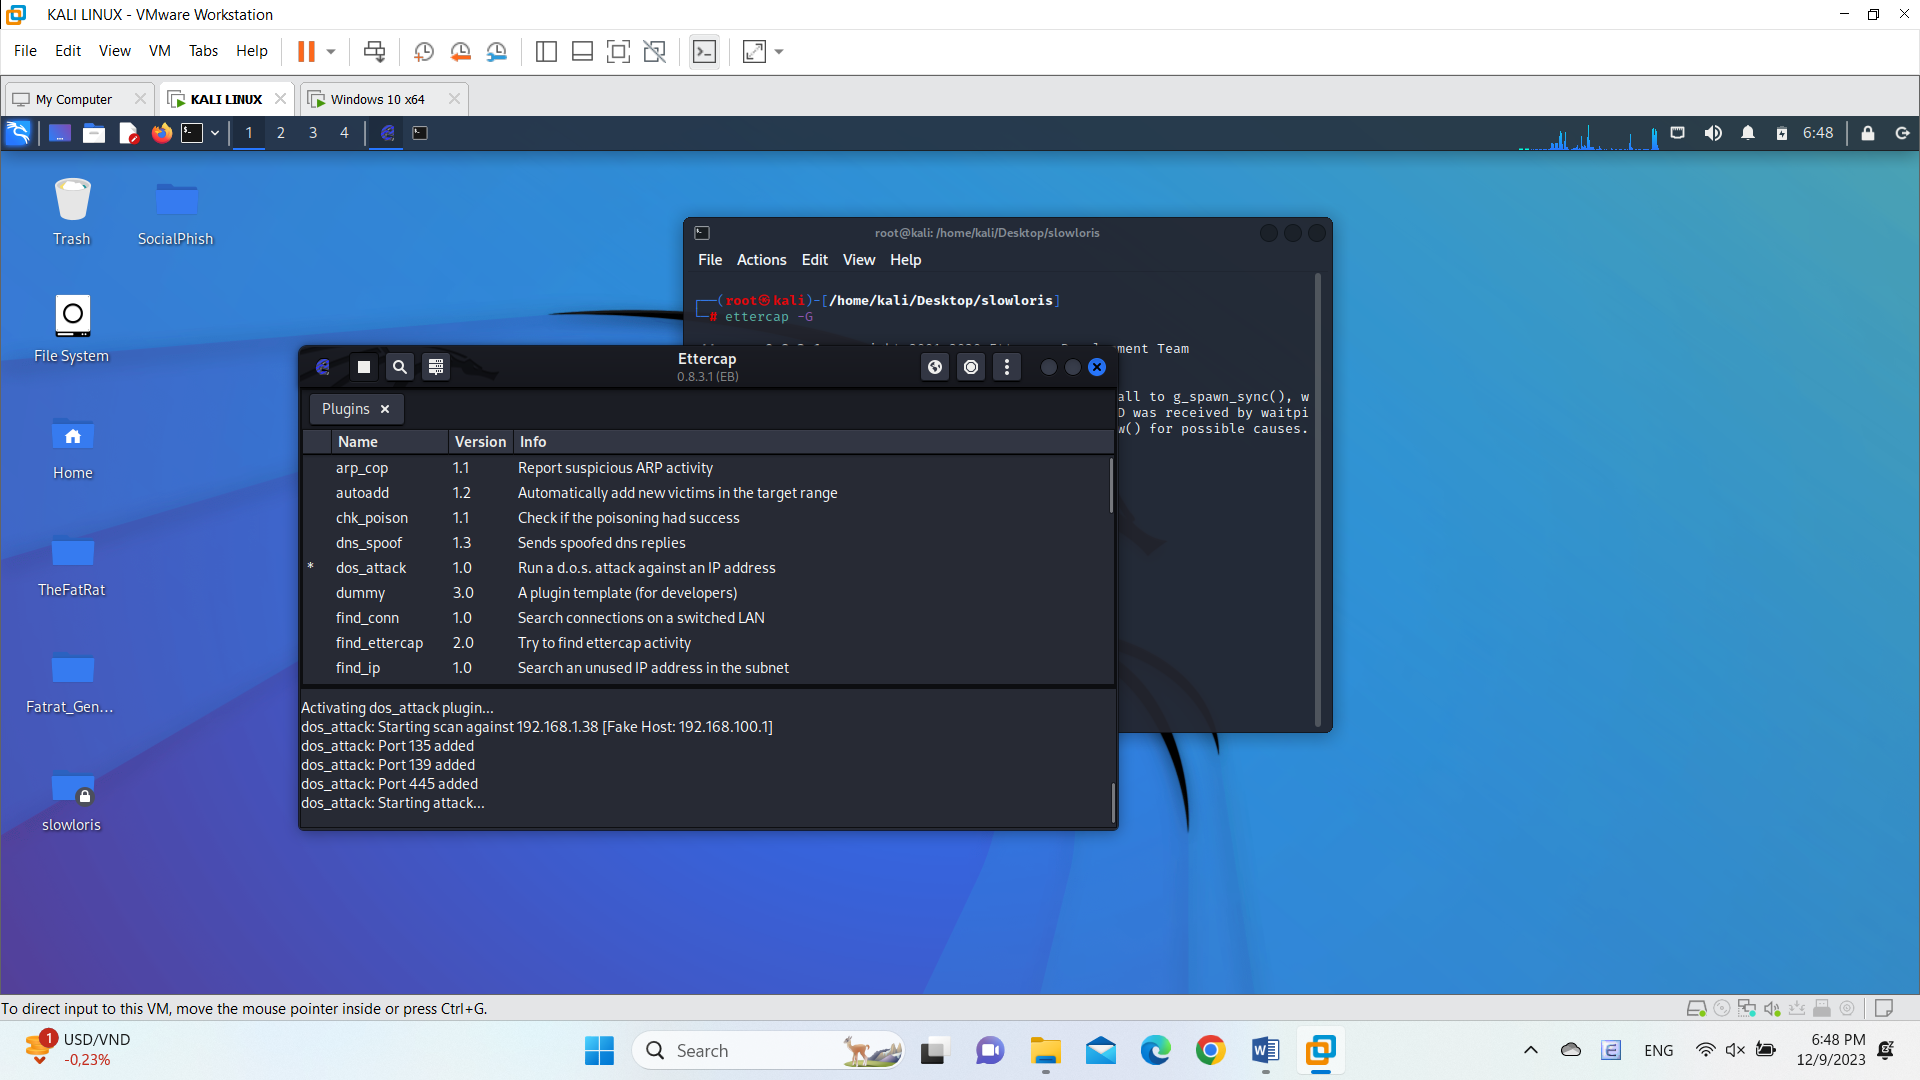 KALI LINUX - VMware Workstation
File Edit View VM Tabs Help
My Computer KALI LINUX Windows 10 x64
1 2 3 4 6:48
Trash SocialPhish
File System
Home
TheFatRat
Fatrat_Gen...
slowloris
root@kali: /home/kali/Desktop/slowloris
File Actions Edit View Help
(root㉿kali)-[/home/kali/Desktop/slowloris]
# ettercap -G
ment Team
all to g_spawn_sync(), w
D was received by waitpi
w() for possible causes.
Ettercap
0.8.3.1 (EB)
Plugins
Name Version Info
arp_cop 1.1 Report suspicious ARP activity
autoadd 1.2 Automatically add new victims in the target range
chk_poison 1.1 Check if the poisoning had success
dns_spoof 1.3 Sends spoofed dns replies
* dos_attack 1.0 Run a d.o.s. attack against an IP address
dummy 3.0 A plugin template (for developers)
find_conn 1.0 Search connections on a switched LAN
find_ettercap 2.0 Try to find ettercap activity
find_ip 1.0 Search an unused IP address in the subnet
Activating dos_attack plugin...
dos_attack: Starting scan against 192.168.1.38 [Fake Host: 192.168.100.1]
dos_attack: Port 135 added
dos_attack: Port 139 added
dos_attack: Port 445 added
dos_attack: Starting attack...
To direct input to this VM, move the mouse pointer inside or press Ctrl+G.
1 USD/VND
-0,23%
Search
ENG
6:48 PM
12/9/2023